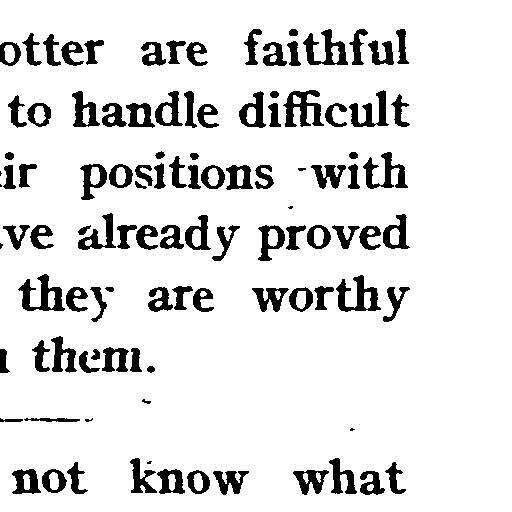 otter are faithful
to handle difficult
ir positions with
ve already proved
they are worthy
them.
not know what